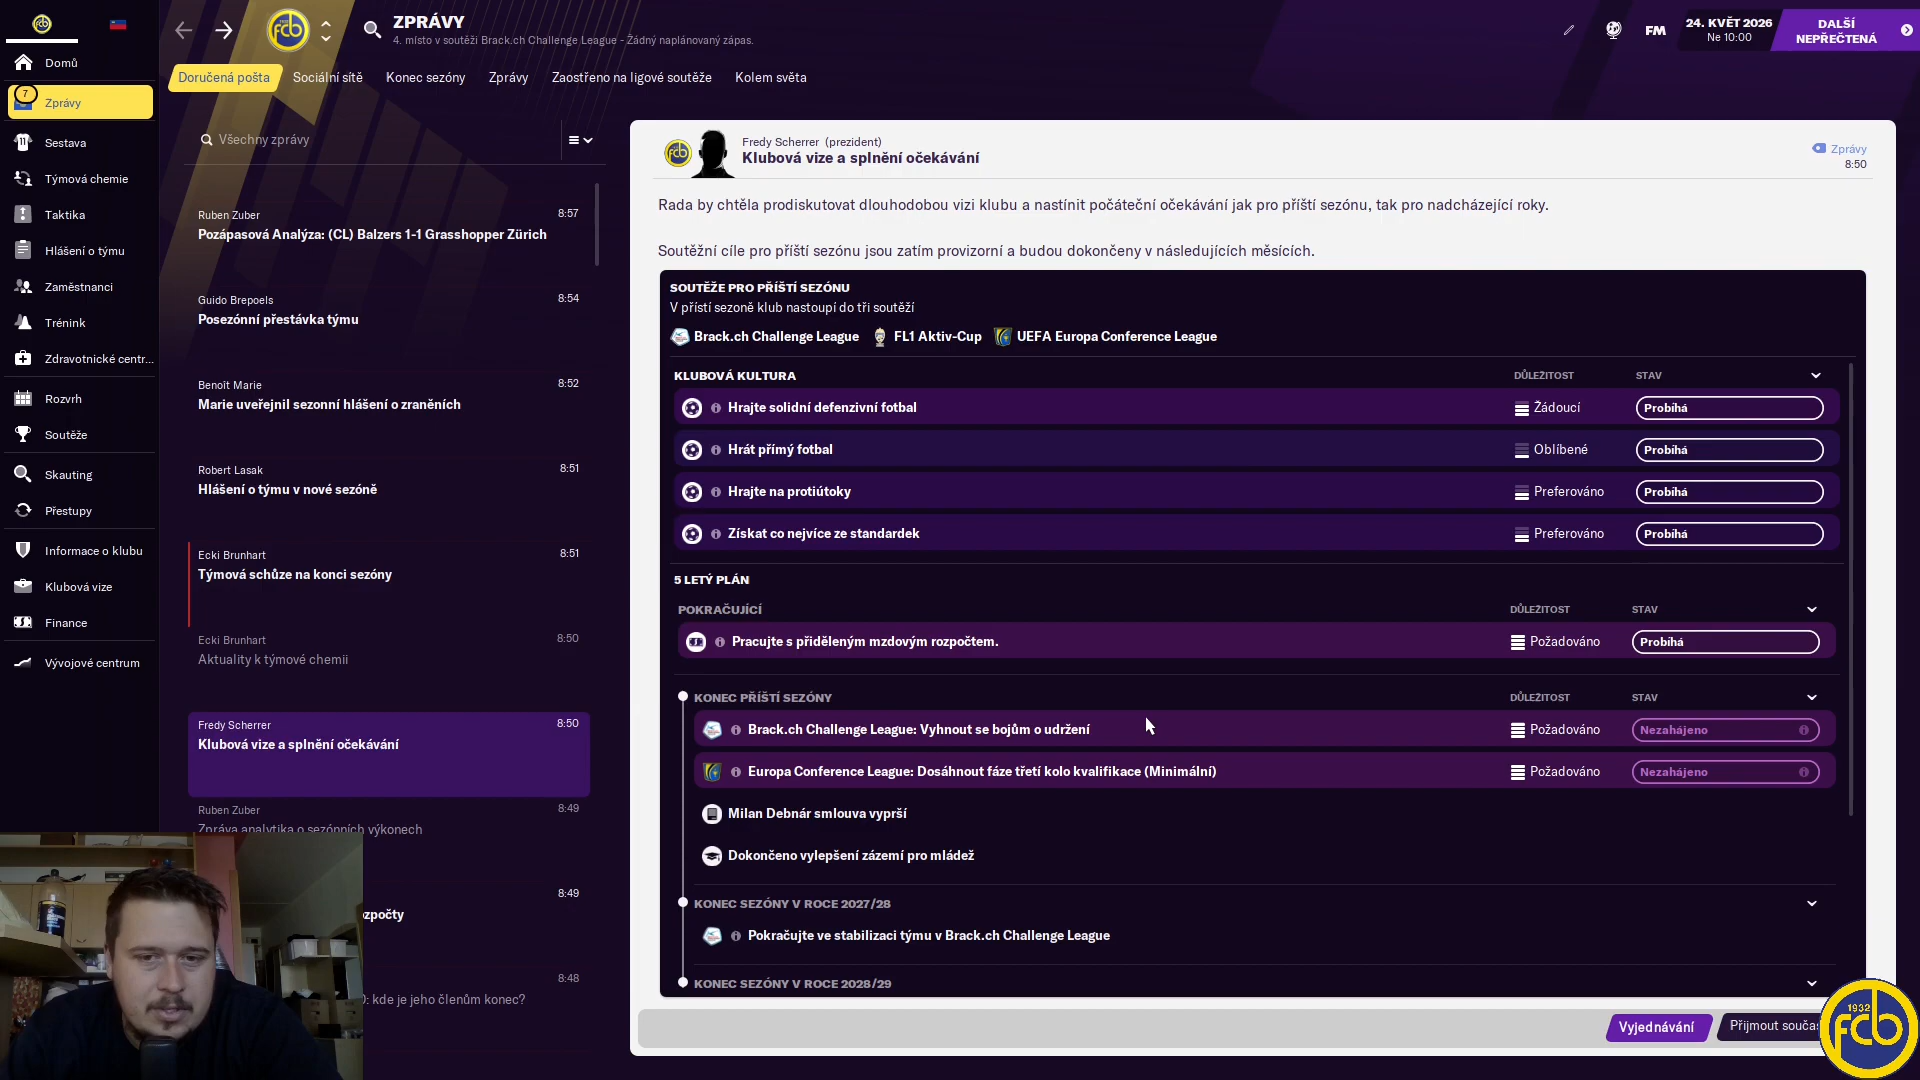 ZPRÁVY
4. místo v soutěži Brack.ch Challenge League - Žádný naplánovaný zápas.
FM
24. KVĚT 2026
Ne 10:00
DALŠÍ
NEPŘEČTENÁ
Domů
7
Zprávy
Sestava
Týmová chemie
Taktika
Hlášení o týmu
Zaměstnanci
Trénink
Zdravotnické centr...
Rozvrh
Soutěže
Skauting
Přestupy
Informace o klubu
Klubová vize
Finance
Vývojové centrum
Doručená pošta
Sociální sítě
Konec sezóny
Zprávy
Zaostřeno na ligové soutěže
Kolem světa
Všechny zprávy
Ruben Zuber
8:57
Pozápasová Analýza: (CL) Balzers 1-1 Grasshopper Zürich
Guido Brepoels
8:54
Posezónní přestávka týmu
Benoît Marie
8:52
Marie uveřejnil sezonní hlášení o zraněních
Robert Lasak
8:51
Hlášení o týmu v nové sezóně
Ecki Brunhart
8:51
Týmová schůze na konci sezóny
Ecki Brunhart
8:50
Aktuality k týmové chemii
Fredy Scherrer
8:50
Klubová vize a splnění očekávání
Ruben Zuber
8:49
Zpráva analytika o sezónních výkonech
8:49
8:48
kde je jeho členům konec?
Fredy Scherrer (prezident)
Klubová vize a splnění očekávání
Zprávy
8:50
Rada by chtěla prodiskutovat dlouhodobou vizi klubu a nastínit počáteční očekávání jak pro příští sezónu, tak pro nadcházející roky.
Soutěžní cíle pro příští sezónu jsou zatím provizorní a budou dokončeny v následujících měsících.
SOUTĚŽE PRO PŘÍŠTÍ SEZÓNU
V příští sezoně klub nastoupí do tři soutěží
Brack.ch Challenge League
FL1 Aktiv-Cup
UEFA Europa Conference League
KLUBOVÁ KULTURA
DŮLEŽITOST
STAV
Hrajte solidní defenzivní fotbal
Žádoucí
Probíhá
Hrát přímý fotbal
Oblíbené
Probíhá
Hrajte na protiútoky
Preferováno
Probíhá
Získat co nejvíce ze standardek
Preferováno
Probíhá
5 LETÝ PLÁN
POKRAČUJÍCÍ
DŮLEŽITOST
STAV
Pracujte s přiděleným mzdovým rozpočtem.
Požadováno
Probíhá
KONEC PŘÍŠTÍ SEZÓNY
DŮLEŽITOST
STAV
Brack.ch Challenge League: Vyhnout se bojům o udržení
Požadováno
Nezahájeno
Europa Conference League: Dosáhnout fáze třetí kolo kvalifikace (Minimální)
Požadováno
Nezahájeno
Milan Debnár smlouva vyprší
Dokončeno vylepšení zázemí pro mládež
KONEC SEZÓNY V ROCE 2027/28
Pokračujte ve stabilizaci týmu v Brack.ch Challenge League
KONEC SEZÓNY V ROCE 2028/29
Vyjednávání
Přijmout
1932
fcb